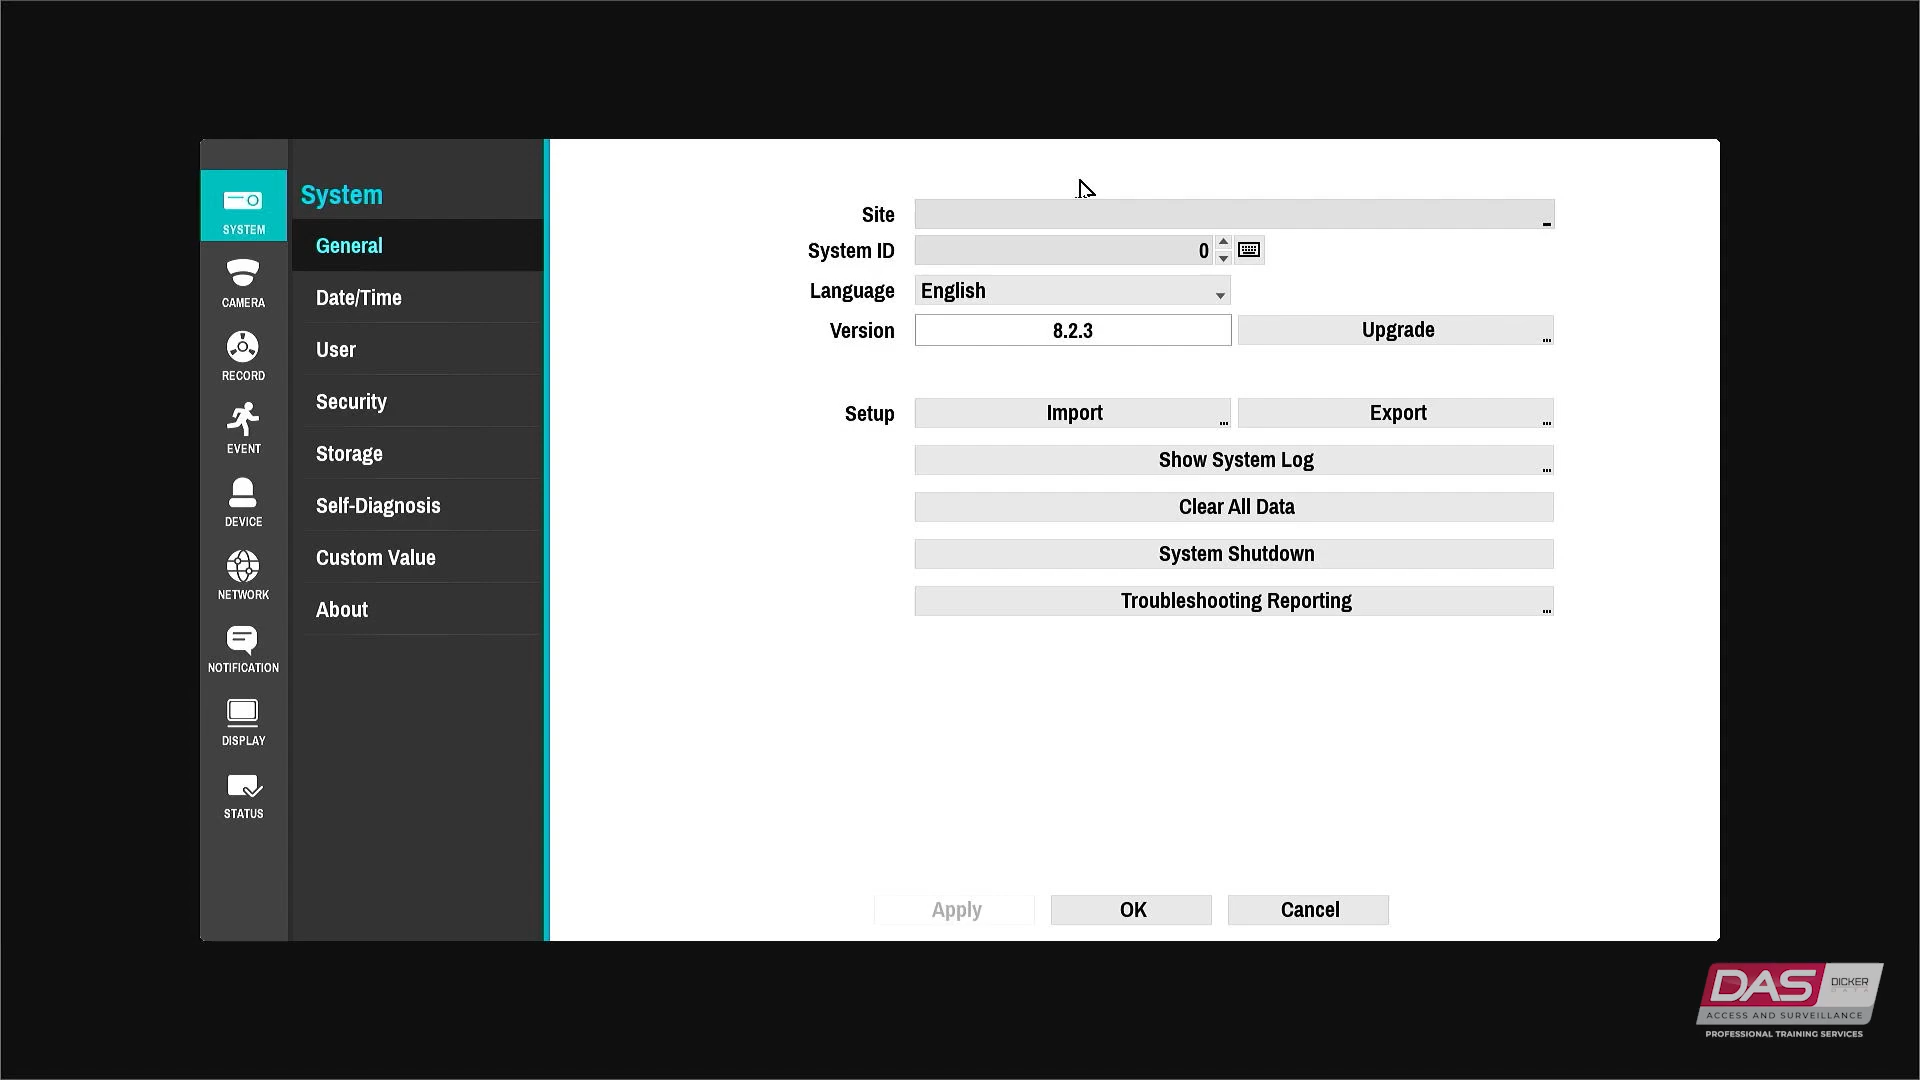 System
SYSTEM
General
Date/Time
CAMERA
User
RECORD
Security
EVENT
Storage
Self-Diagnosis
DEVICE
Custom Value
NETWORK
About
NOTIFICATION
DISPLAY
STATUS
Site
System ID 0
Language English
Version 8.2.3 Upgrade ...
Setup Import ... Export ...
Show System Log ...
Clear All Data
System Shutdown
Troubleshooting Reporting ...
Apply OK Cancel
DAS DICKER
DATA
ACCESS AND SURVEILLANCE
PROFESSIONAL TRAINING SERVICES